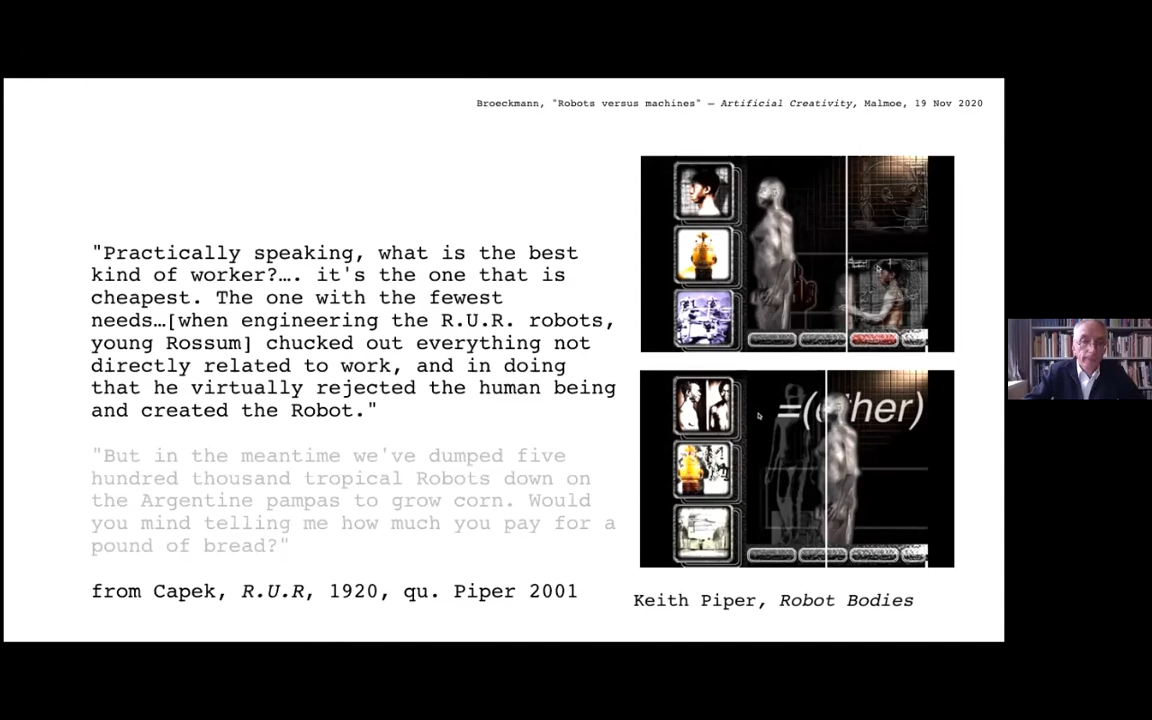 Broeckmann, "Robots versus machines" — Artificial Creativity, Malmoe, 19 Nov 2020
"Practically speaking, what is the best
kind of worker?…. it's the one that is
cheapest. The one with the fewest
needs…[when engineering the R.U.R. robots,
young Rossum] chucked out everything not
directly related to work, and in doing
that he virtually rejected the human being
and created the Robot."
"But in the meantime we've dumped five
hundred thousand tropical Robots down on
the Argentine pampas to grow corn. Would
you mind telling me how much you pay for a
pound of bread?"
from Capek, R.U.R, 1920, qu. Piper 2001
=(other)
Keith Piper, Robot Bodies